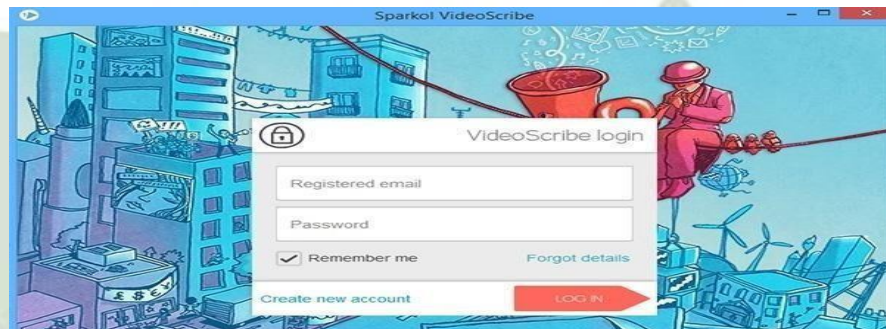 Sparkol VideoScribe
VideoScribe login
Registered email
Password
Remember me
Forgot details
Create new account
LOG IN
£ $ € ¥